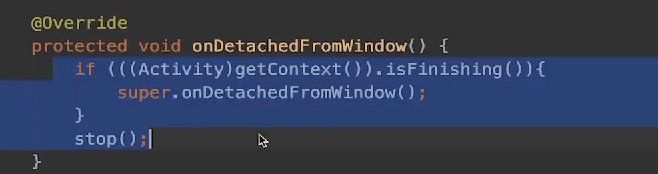 @Override
protected void onDetachedFromWindow() {
if (((Activity)getContext()).isFinishing()){
super.onDetachedFromWindow();
}
stop();
}